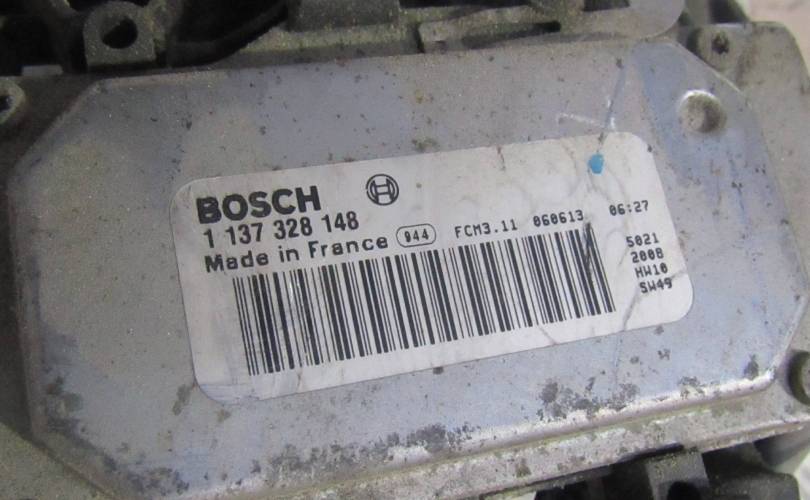 BOSCH
1 137 328 148
Made in France 944 FCM3.11 060613 06:27
5021
2008
HW10
SW49